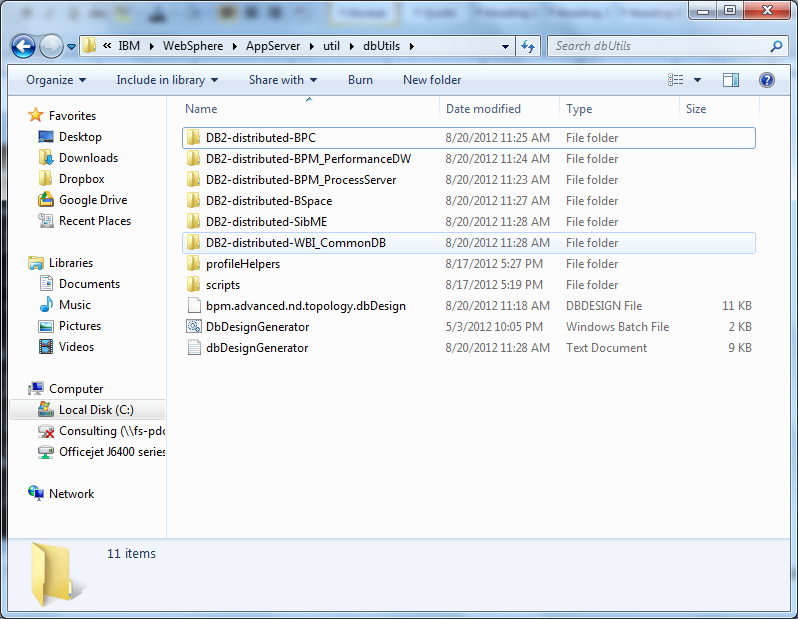 « IBM ▸ WebSphere ▸ AppServer ▸ util ▸ dbUtils ▸ Search dbUtils
Organize Include in library Share with Burn New folder
Name Date modified Type Size
Favorites
Desktop
Downloads
Dropbox
Google Drive
Recent Places
Libraries
Documents
Music
Pictures
Videos
Computer
Local Disk (C:)
Consulting (\\fs-pdc
Officejet J6400 series
Network
DB2-distributed-BPC 8/20/2012 11:25 AM File folder
DB2-distributed-BPM_PerformanceDW 8/20/2012 11:24 AM File folder
DB2-distributed-BPM_ProcessServer 8/20/2012 11:23 AM File folder
DB2-distributed-BSpace 8/20/2012 11:27 AM File folder
DB2-distributed-SibME 8/20/2012 11:28 AM File folder
DB2-distributed-WBI_CommonDB 8/20/2012 11:28 AM File folder
profileHelpers 8/17/2012 5:27 PM File folder
scripts 8/17/2012 5:19 PM File folder
bpm.advanced.nd.topology.dbDesign 8/20/2012 11:18 AM DBDESIGN File 11 KB
DbDesignGenerator 5/3/2012 10:05 PM Windows Batch File 2 KB
dbDesignGenerator 8/20/2012 11:28 AM Text Document 9 KB
11 items